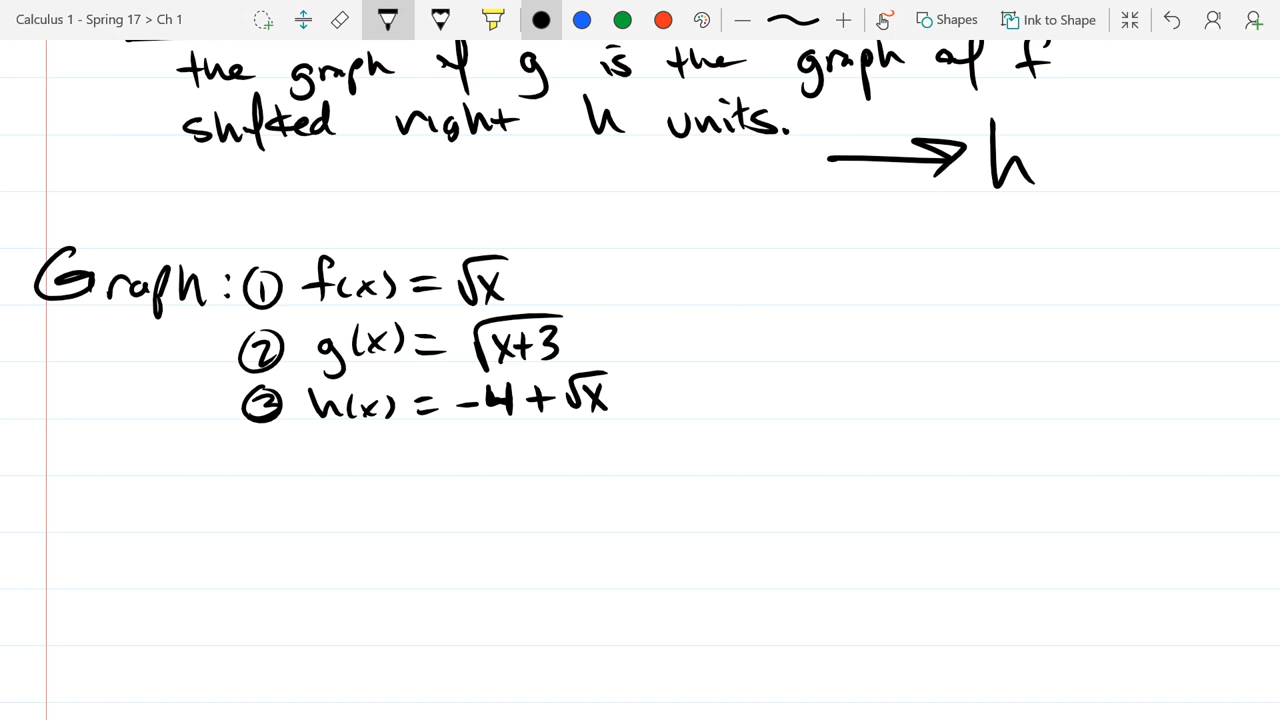 Calculus 1 - Spring 17 > Ch 1
Shapes
Ink to Shape
the graph of g is the graph of f
shifted right h units.
→ h
Graph: ① f(x) = √x
② g(x) = √(x+3)
③ h(x) = -4 + √x